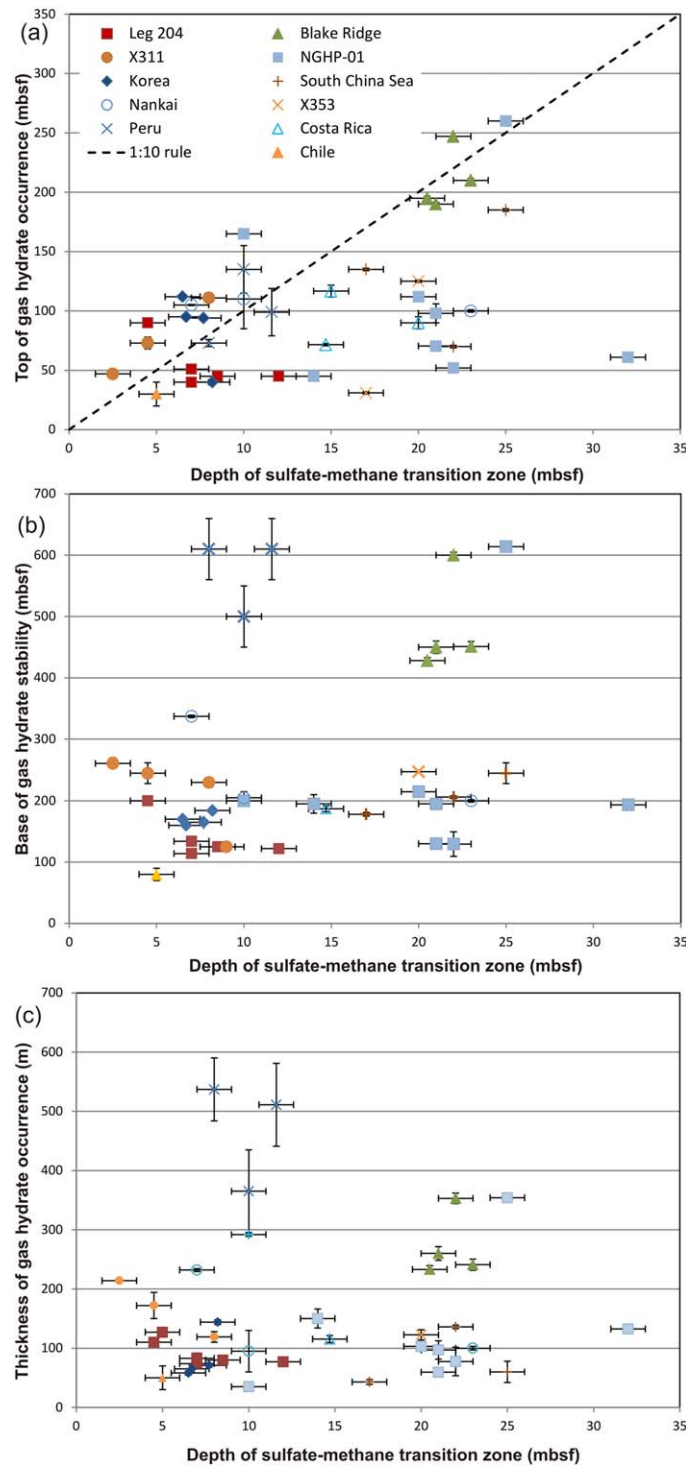 (a)
Leg 204
X311
Korea
Nankai
Peru
1:10 rule
Blake Ridge
NGHP-01
South China Sea
X353
Costa Rica
Chile
350
300
250
200
150
100
50
0
Top of gas hydrate occurrence (mbsf)
0 5 10 15 20 25 30 35
Depth of sulfate-methane transition zone (mbsf)
(b)
700
600
500
400
300
200
100
0
Base of gas hydrate stability (mbsf)
0 5 10 15 20 25 30 35
Depth of sulfate-methane transition zone (mbsf)
(c)
700
600
500
400
300
200
100
0
Thickness of gas hydrate occurrence (m)
0 5 10 15 20 25 30 35
Depth of sulfate-methane transition zone (mbsf)